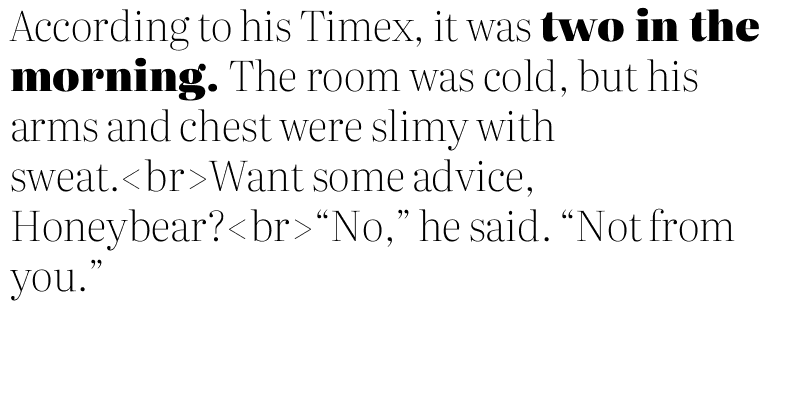 According to his Timex, it was two in the
morning. The room was cold, but his
arms and chest were slimy with
sweat.<br>Want some advice,
Honeybear?<br>“No,” he said. “Not from
you.”